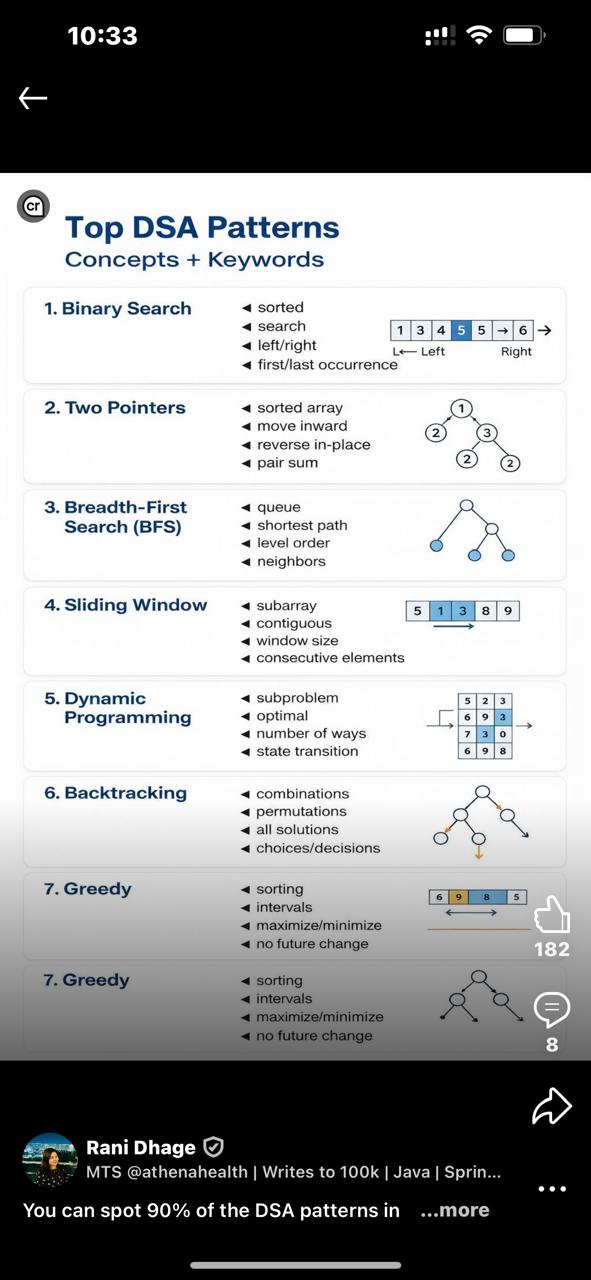 10:33
cr
Top DSA Patterns
Concepts + Keywords
1. Binary Search
◄ sorted
◄ search
◄ left/right
◄ first/last occurrence
1 3 4 5 5 → 6 →
L← Left Right
2. Two Pointers
◄ sorted array
◄ move inward
◄ reverse in-place
◄ pair sum
1
2 3
2 2
3. Breadth-First
Search (BFS)
◄ queue
◄ shortest path
◄ level order
◄ neighbors
4. Sliding Window
◄ subarray
◄ contiguous
◄ window size
◄ consecutive elements
5 1 3 8 9
5. Dynamic
Programming
◄ subproblem
◄ optimal
◄ number of ways
◄ state transition
5 2 3
6 9 3
7 3 0
6 9 8
6. Backtracking
◄ combinations
◄ permutations
◄ all solutions
◄ choices/decisions
7. Greedy
◄ sorting
◄ intervals
◄ maximize/minimize
◄ no future change
6 9 8 5
182
7. Greedy
◄ sorting
◄ intervals
◄ maximize/minimize
◄ no future change
8
Rani Dhage
MTS @athenahealth | Writes to 100k | Java | Sprin...
You can spot 90% of the DSA patterns in ...more